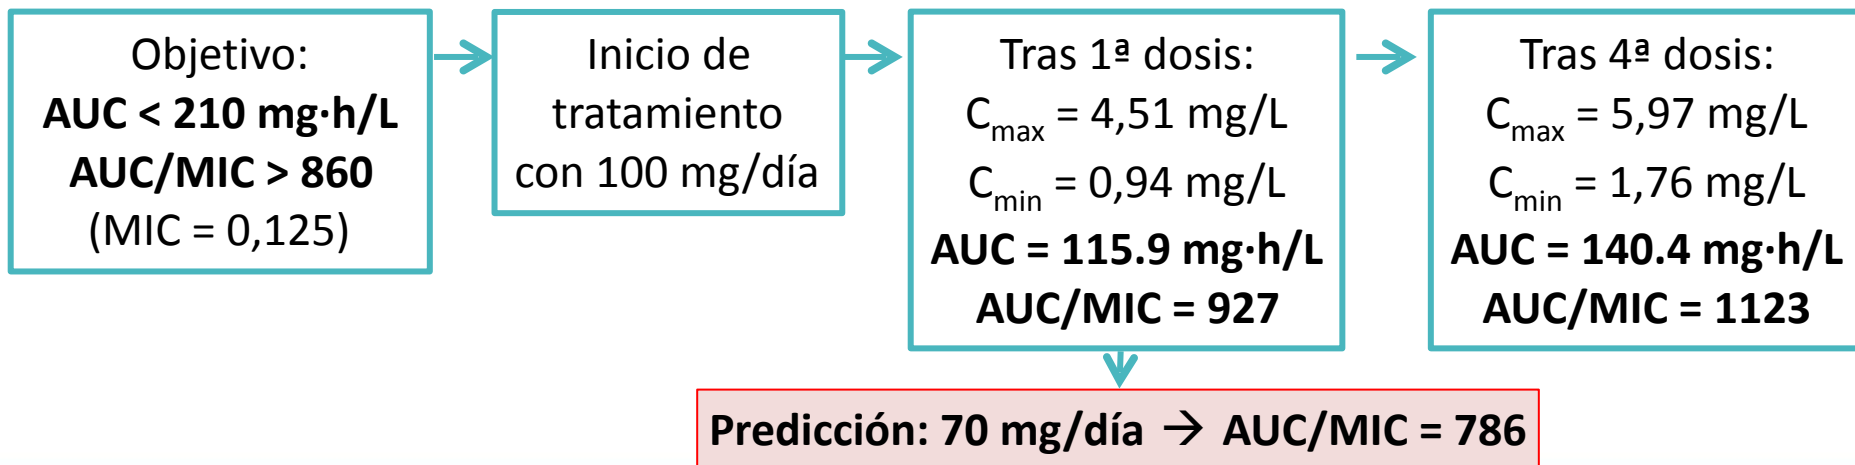 Objetivo:
AUC < 210 mg·h/L
AUC/MIC > 860
(MIC = 0,125)
Inicio de
tratamiento
con 100 mg/día
Tras 1ª dosis:
Cmax = 4,51 mg/L
Cmin = 0,94 mg/L
AUC = 115.9 mg·h/L
AUC/MIC = 927
Tras 4ª dosis:
Cmax = 5,97 mg/L
Cmin = 1,76 mg/L
AUC = 140.4 mg·h/L
AUC/MIC = 1123
Predicción: 70 mg/día → AUC/MIC = 786